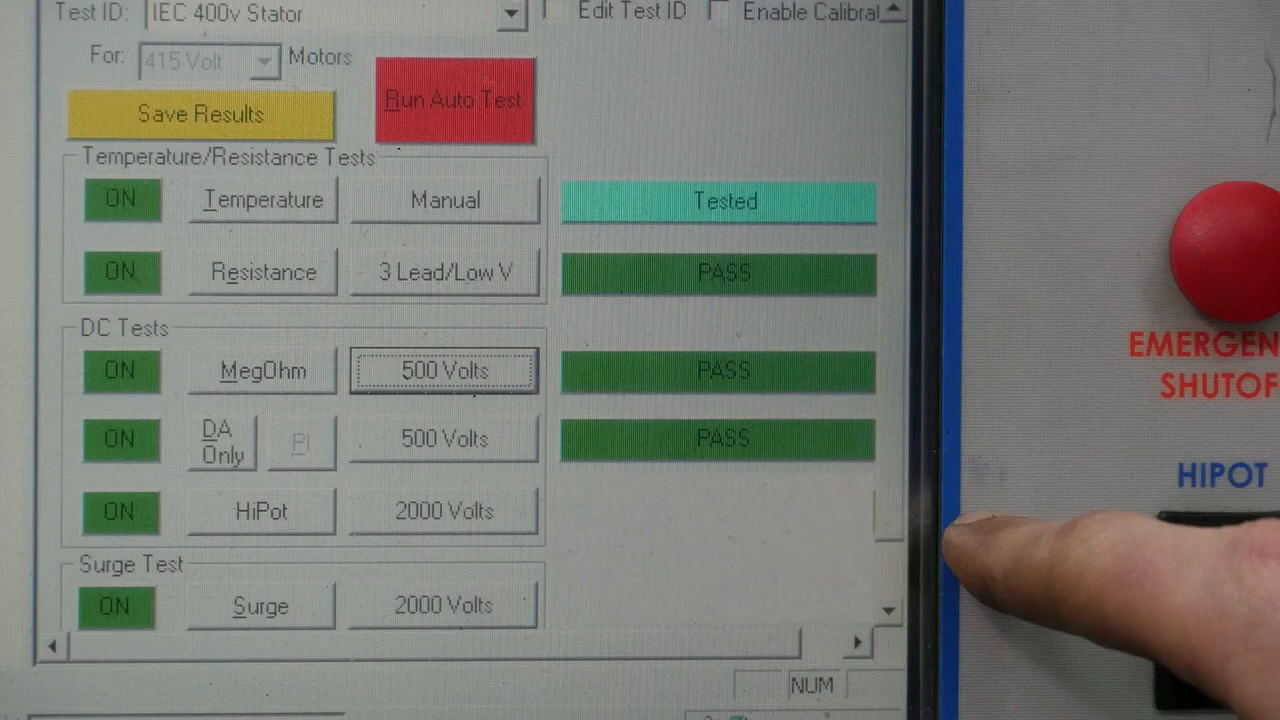 Test ID: IEC 400v Stator Edit Test ID Enable Calibrat
For: 415 Volt Motors
Run Auto Test
Save Results
Temperature/Resistance Tests
ON Temperature Manual Tested
ON Resistance 3 Lead/Low V PASS
DC Tests
ON MegOhm 500 Volts PASS
ON DA Only PI 500 Volts PASS
ON HiPot 2000 Volts
Surge Test
ON Surge 2000 Volts
NUM
EMERGEN
SHUTOF
HIPOT